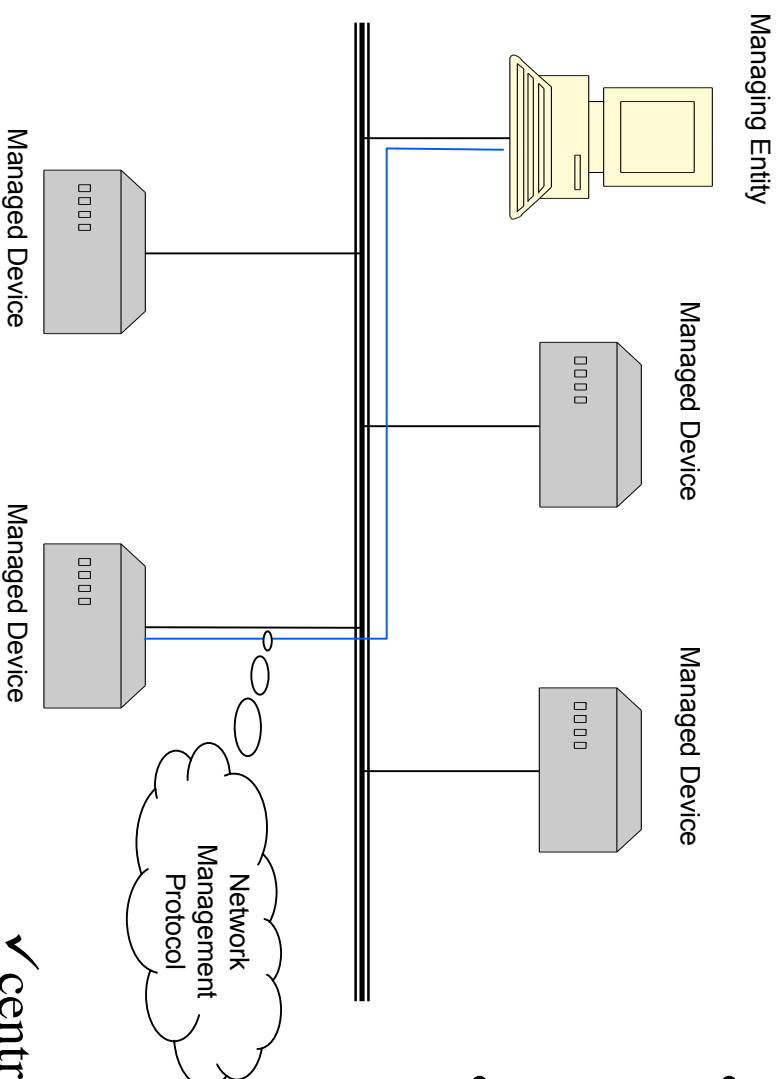 Managing Entity
Managed Device
Managed Device
Managed Device
Managed Device
Network
Management
Protocol
✓ centr